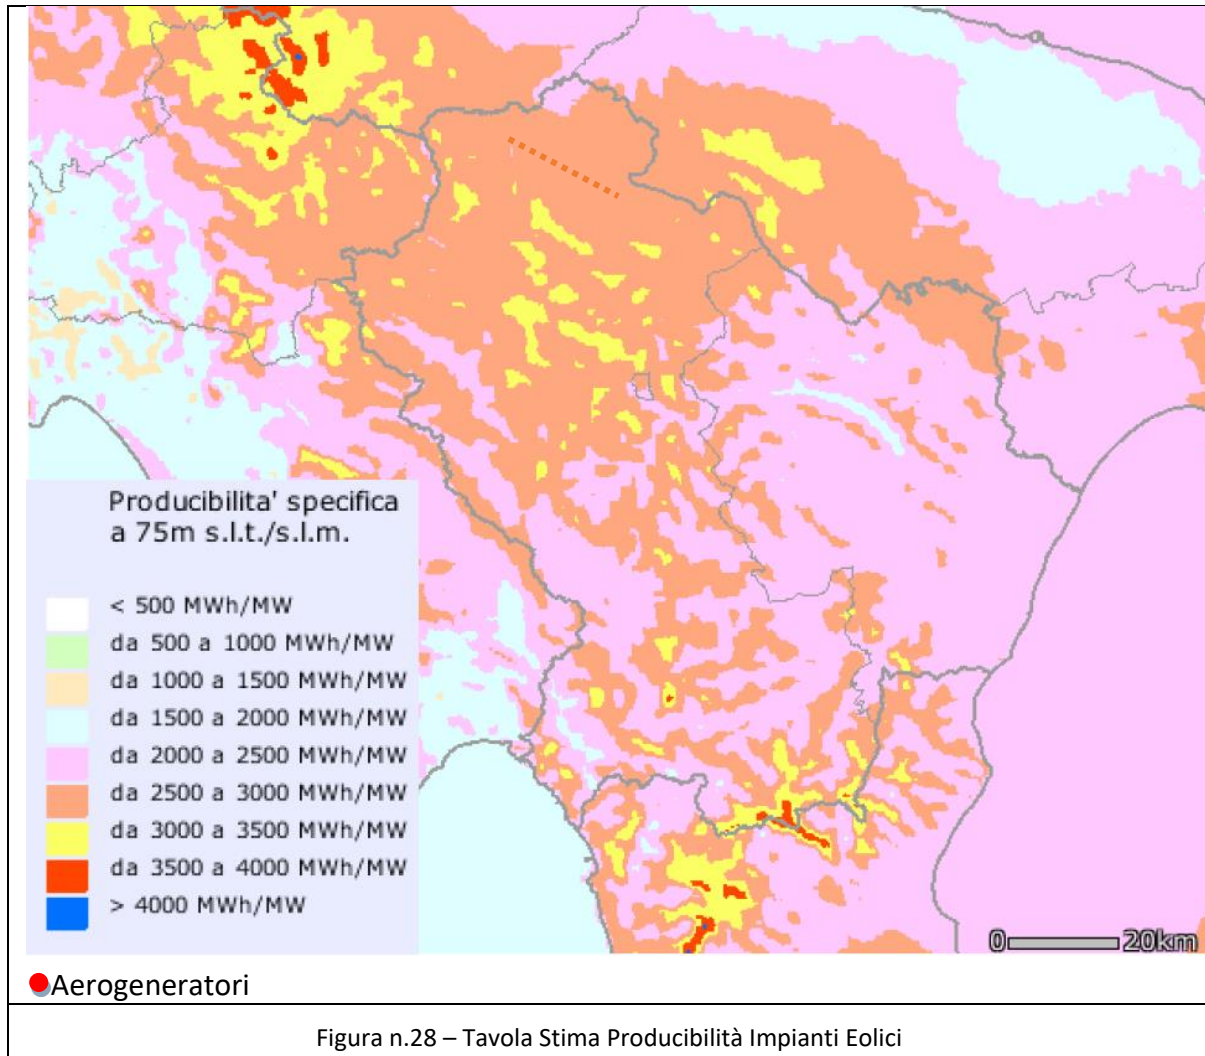 Producibilita' specifica
a 75m s.l.t./s.l.m.
< 500 MWh/MW
da 500 a 1000 MWh/MW
da 1000 a 1500 MWh/MW
da 1500 a 2000 MWh/MW
da 2000 a 2500 MWh/MW
da 2500 a 3000 MWh/MW
da 3000 a 3500 MWh/MW
da 3500 a 4000 MWh/MW
> 4000 MWh/MW
0 20km
Aerogeneratori
Figura n.28 – Tavola Stima Producibilità Impianti Eolici